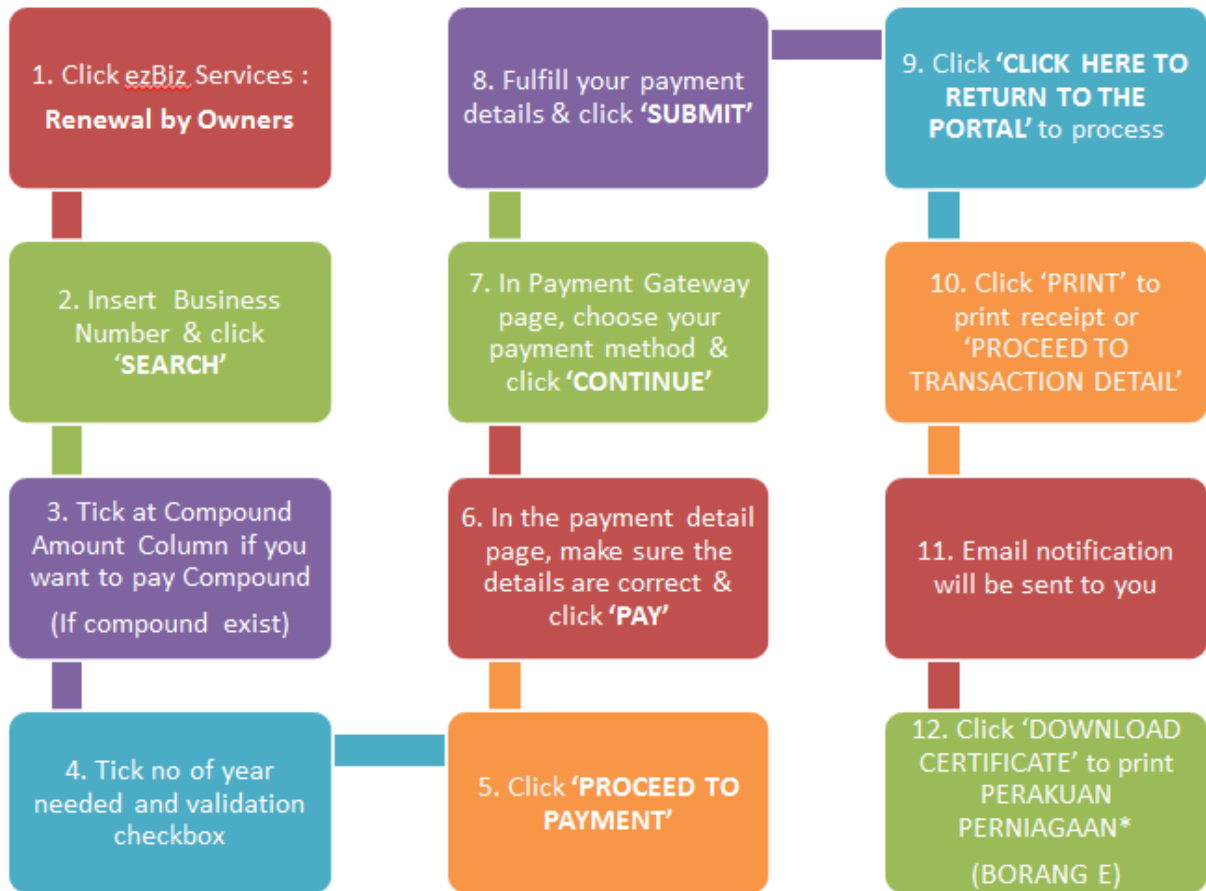 1. Click ezBiz Services :
Renewal by Owners
2. Insert Business
Number & click
‘SEARCH’
3. Tick at Compound
Amount Column if you
want to pay Compound
(If compound exist)
4. Tick no of year
needed and validation
checkbox
5. Click ‘PROCEED TO
PAYMENT’
6. In the payment detail
page, make sure the
details are correct &
click ‘PAY’
7. In Payment Gateway
page, choose your
payment method &
click ‘CONTINUE’
8. Fulfill your payment
details & click ‘SUBMIT’
9. Click ‘CLICK HERE TO
RETURN TO THE
PORTAL’ to process
10. Click ‘PRINT’ to
print receipt or
‘PROCEED TO
TRANSACTION DETAIL’
11. Email notification
will be sent to you
12. Click ‘DOWNLOAD
CERTIFICATE’ to print
PERAKUAN
PERNIAGAAN*
(BORANG E)